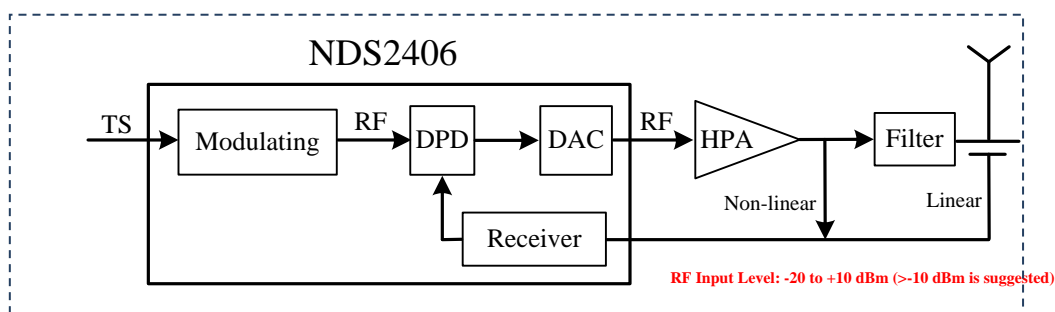 NDS2406
TS
Modulating
RF
DPD
DAC
RF
HPA
Filter
Non-linear
Linear
Receiver
RF Input Level: -20 to +10 dBm (>-10 dBm is suggested)